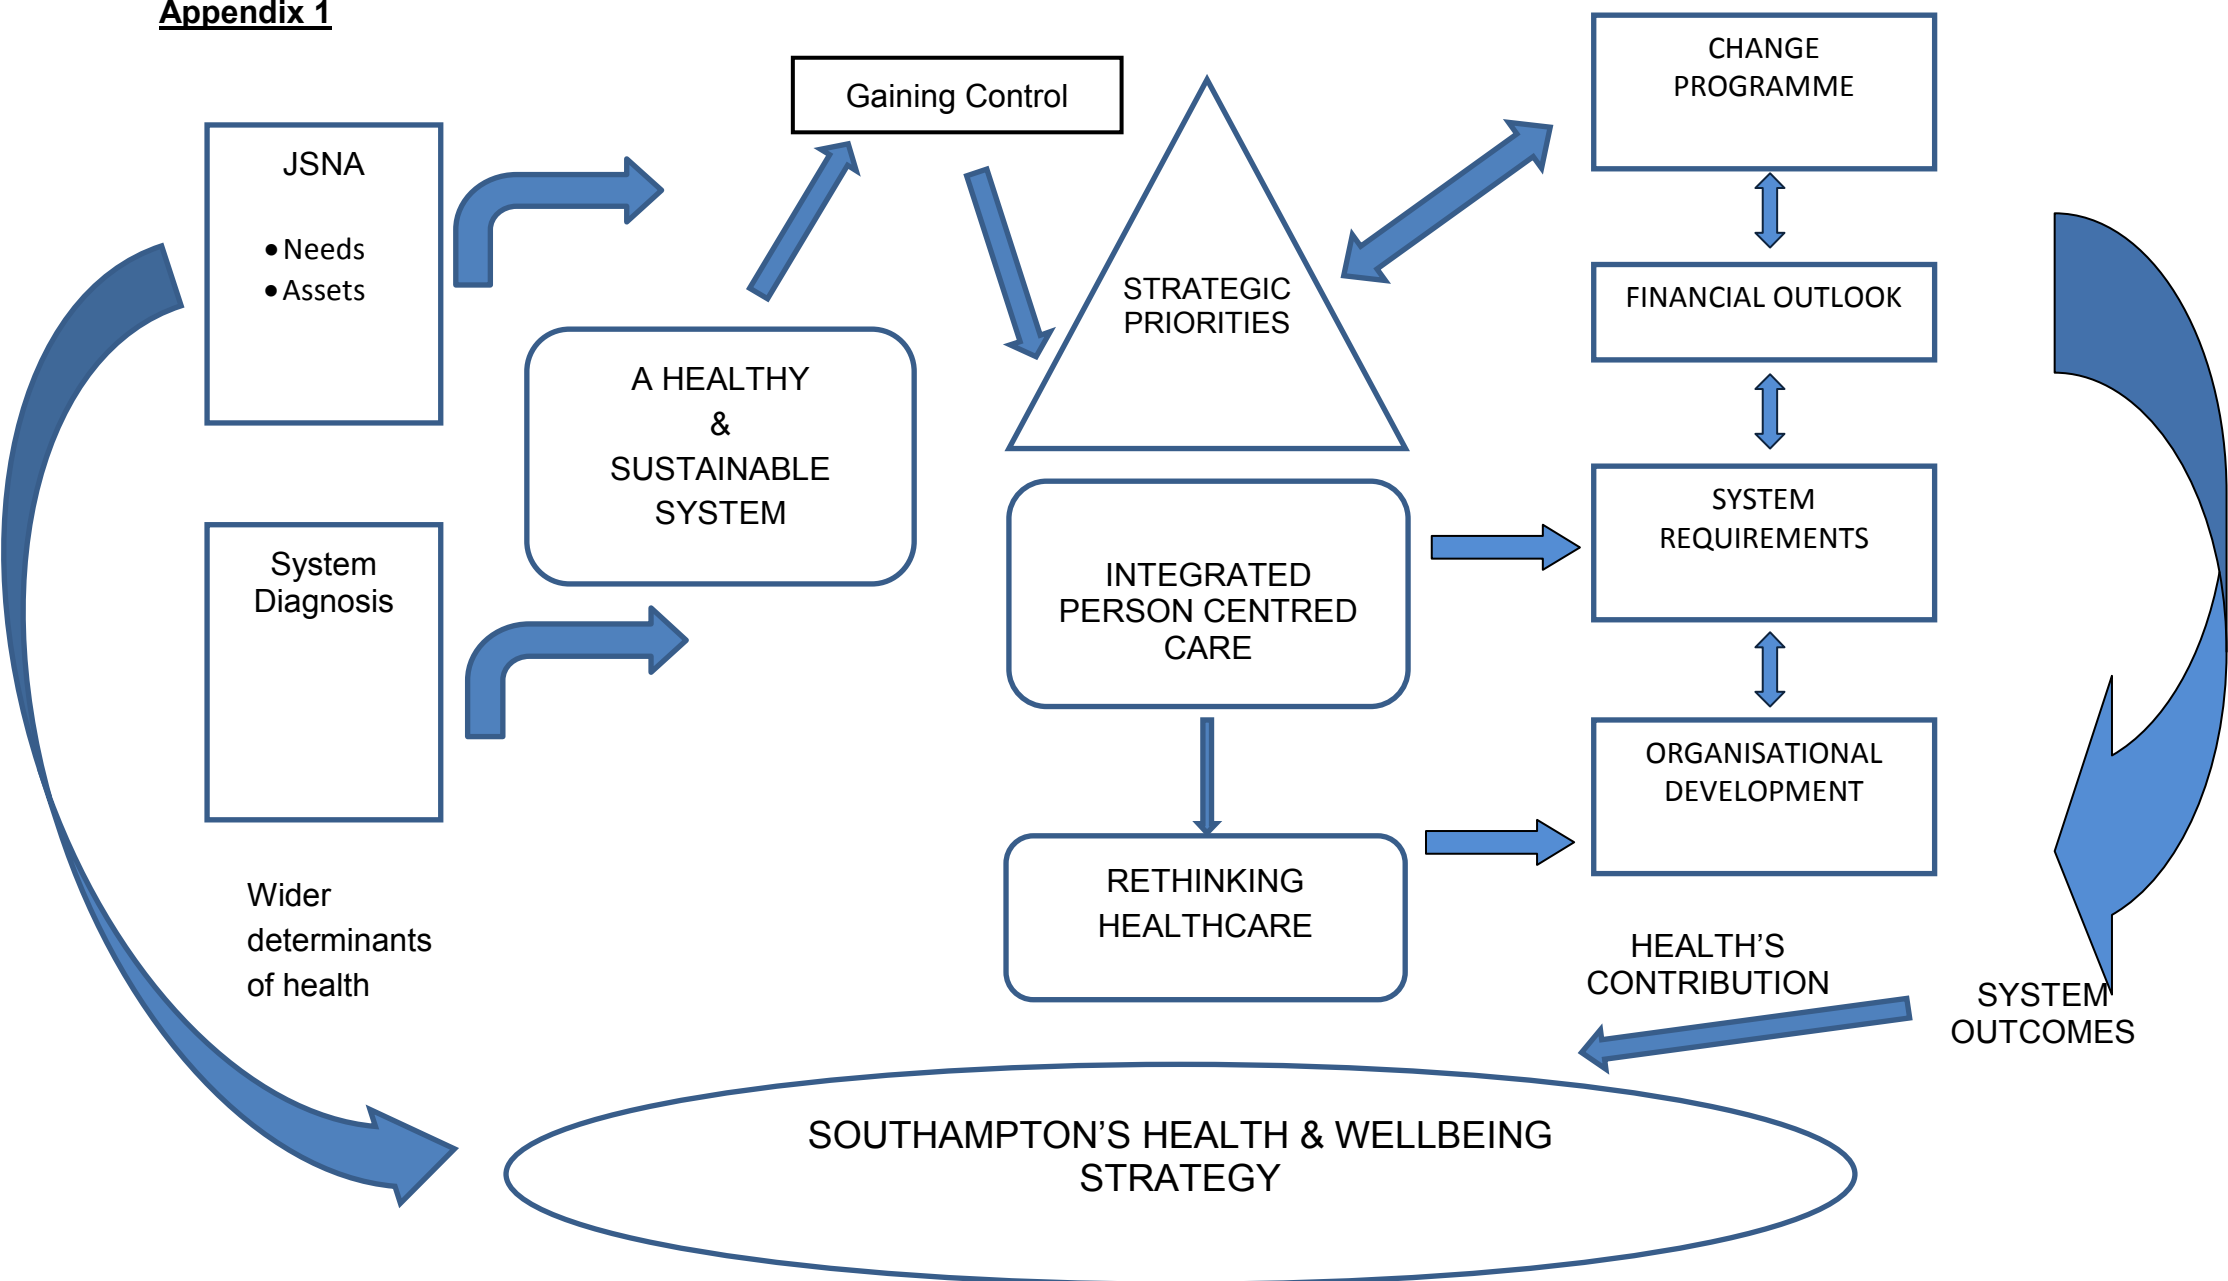 Appendix 1
JSNA
• Needs
• Assets
System
Diagnosis
Wider
determinants
of health
A HEALTHY
&
SUSTAINABLE
SYSTEM
Gaining Control
STRATEGIC
PRIORITIES
INTEGRATED
PERSON CENTRED
CARE
RETHINKING
HEALTHCARE
CHANGE
PROGRAMME
FINANCIAL OUTLOOK
SYSTEM
REQUIREMENTS
ORGANISATIONAL
DEVELOPMENT
HEALTH’S
CONTRIBUTION
SYSTEM
OUTCOMES
SOUTHAMPTON’S HEALTH & WELLBEING
STRATEGY